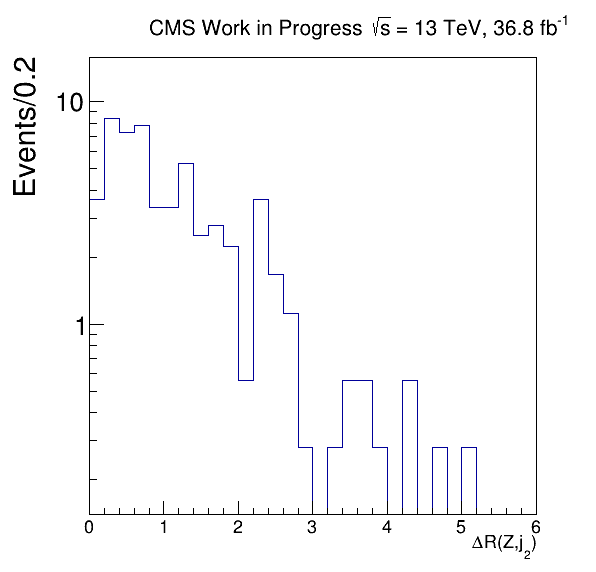 CMS Work in Progress √s = 13 TeV, 36.8 fb⁻¹
Events/0.2
10
1
0 1 2 3 4 5 6
ΔR(Z,j₂)